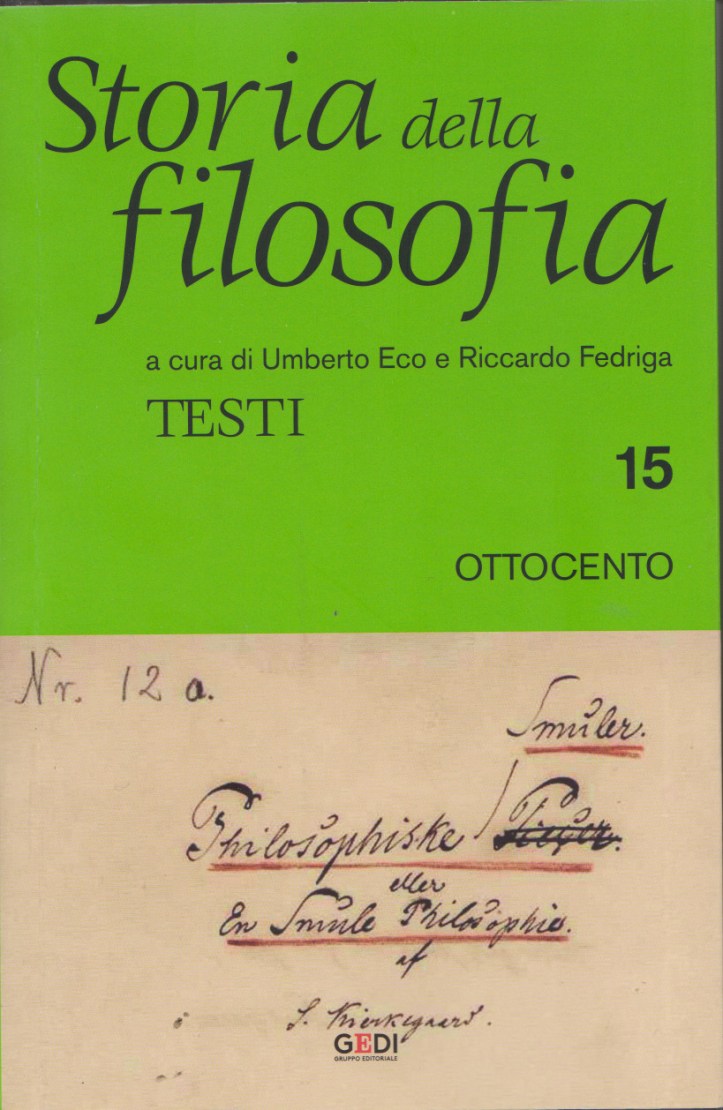 Storia della
filosofia
a cura di Umberto Eco e Riccardo Fedriga
TESTI
15
OTTOCENTO
Nr. 12 a.
Smuler.
Philosophiske Piecer.
eller
En Smule Philosophie.
af
S. Kierkegaard.
GEDI
GRUPPO EDITORIALE